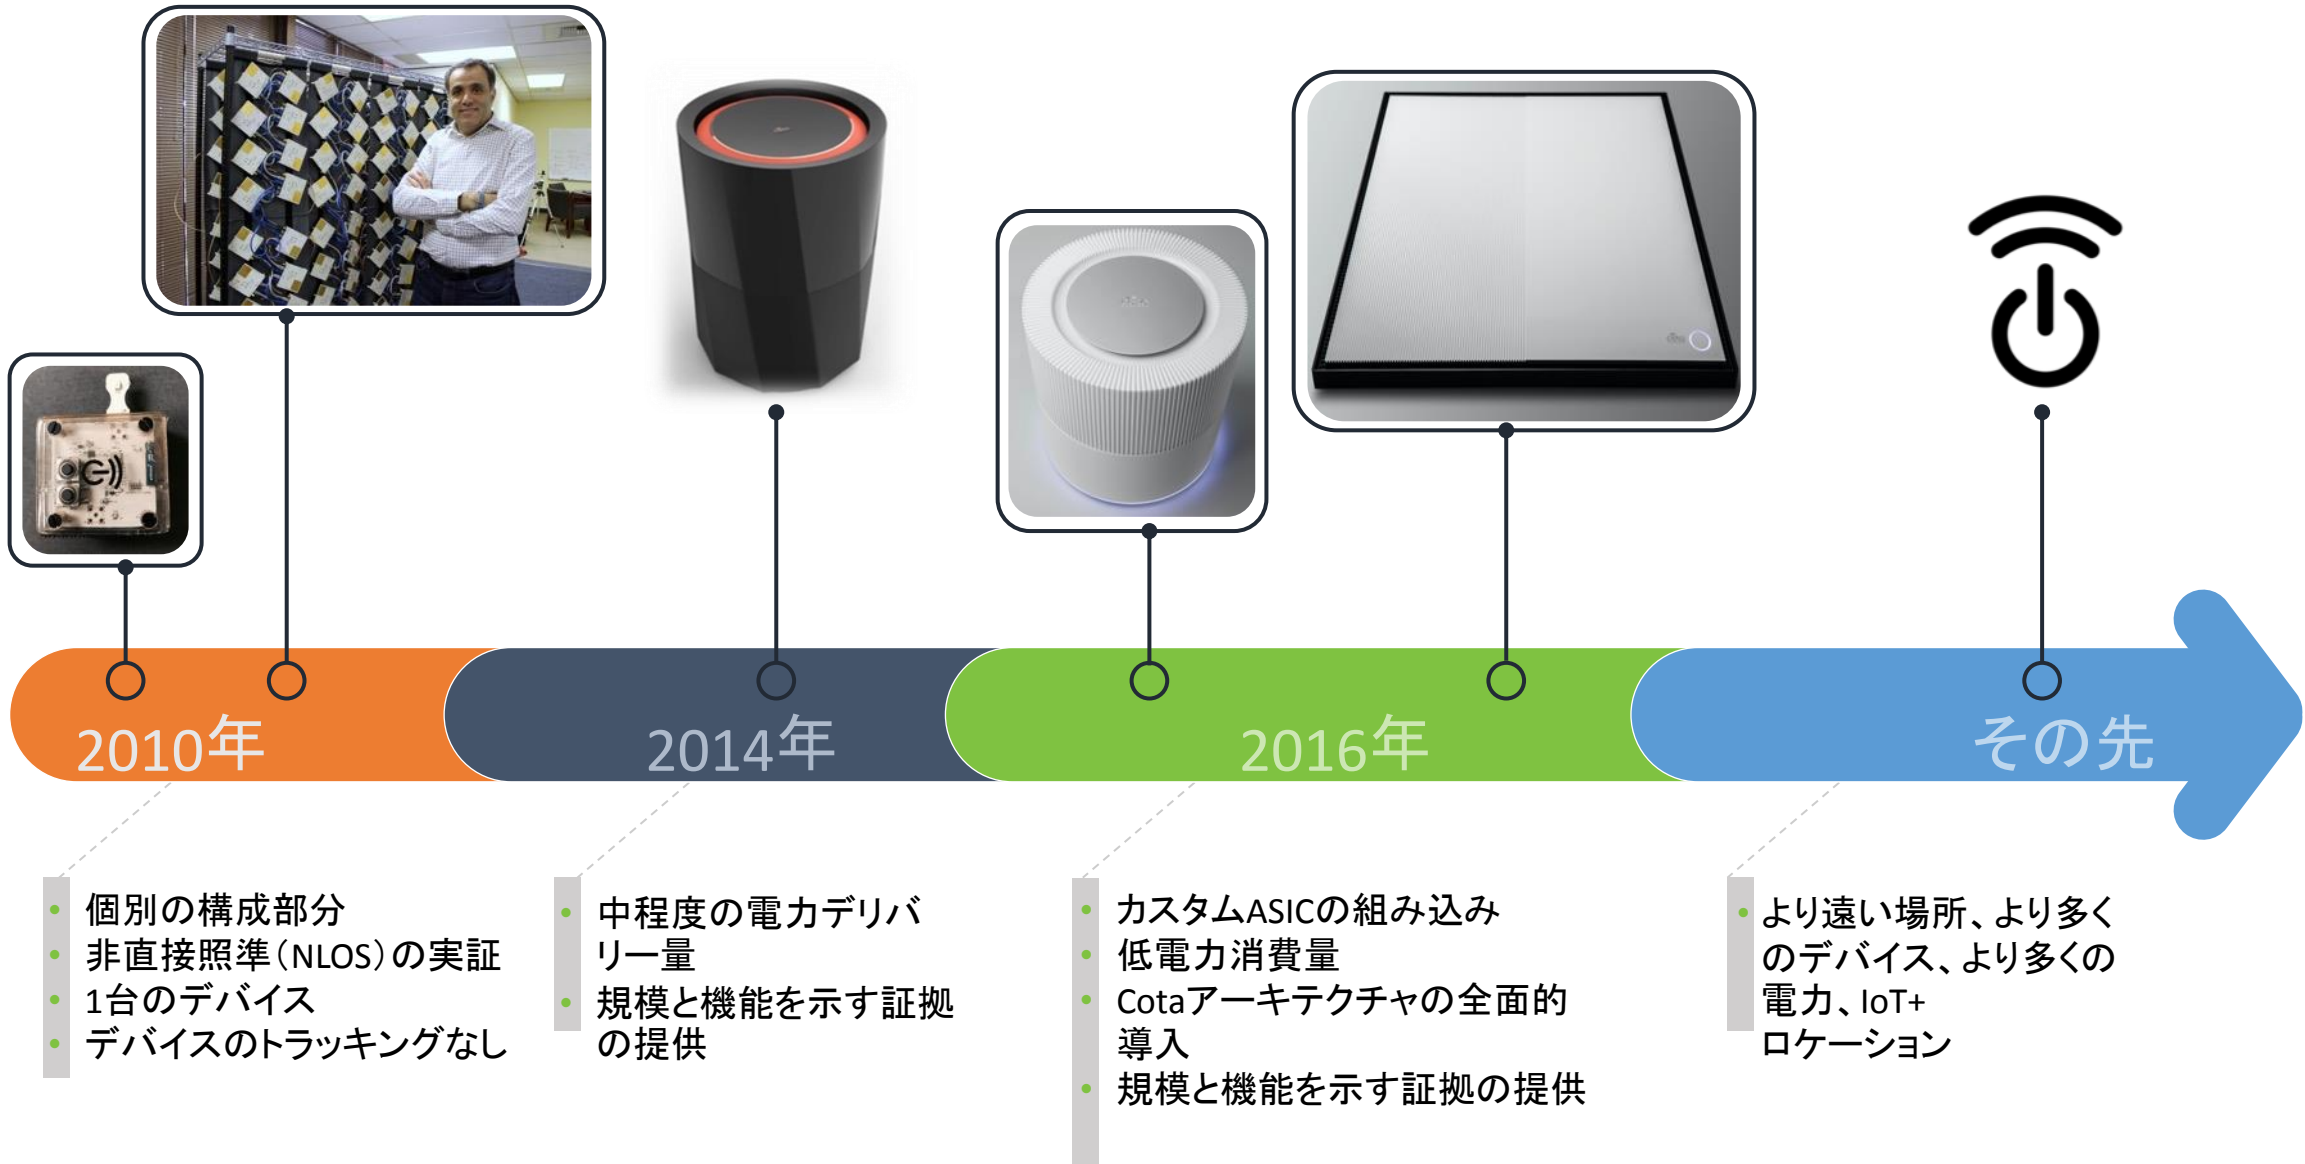 2010年
2014年
2016年
その先
• 個別の構成部分
• 非直接照準（NLOS）の実証
• 1台のデバイス
• デバイスのトラッキングなし
• 中程度の電力デリバ
リー量
• 規模と機能を示す証拠
の提供
• カスタムASICの組み込み
• 低電力消費量
• Cotaアーキテクチャの全面的
導入
• 規模と機能を示す証拠の提供
• より遠い場所、より多く
のデバイス、より多くの
電力、IoT+
ロケーション